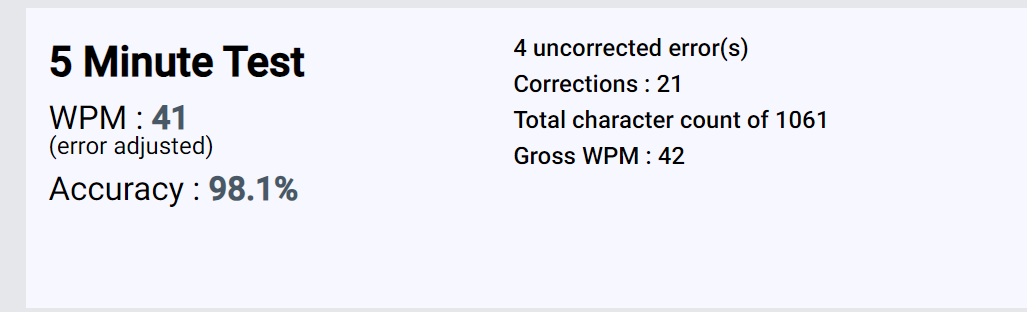 5 Minute Test
WPM : 41
(error adjusted)
Accuracy : 98.1%
4 uncorrected error(s)
Corrections : 21
Total character count of 1061
Gross WPM : 42